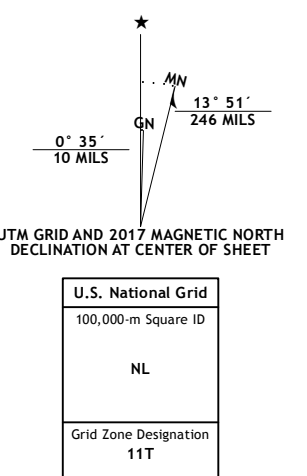 ★
MN
GN
13° 51´
246 MILS
0° 35´
10 MILS
UTM GRID AND 2017 MAGNETIC NORTH
DECLINATION AT CENTER OF SHEET
U.S. National Grid
100,000-m Square ID
NL
Grid Zone Designation
11T